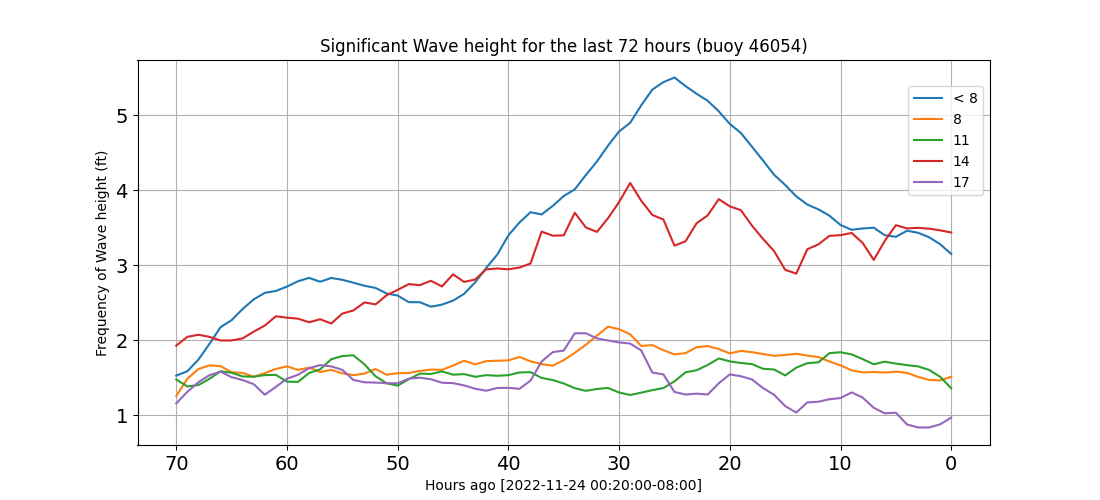 Significant Wave height for the last 72 hours (buoy 46054)
< 8
8
11
14
17
5
4
3
2
1
Frequency of Wave height (ft)
70 60 50 40 30 20 10 0
Hours ago [2022-11-24 00:20:00-08:00]